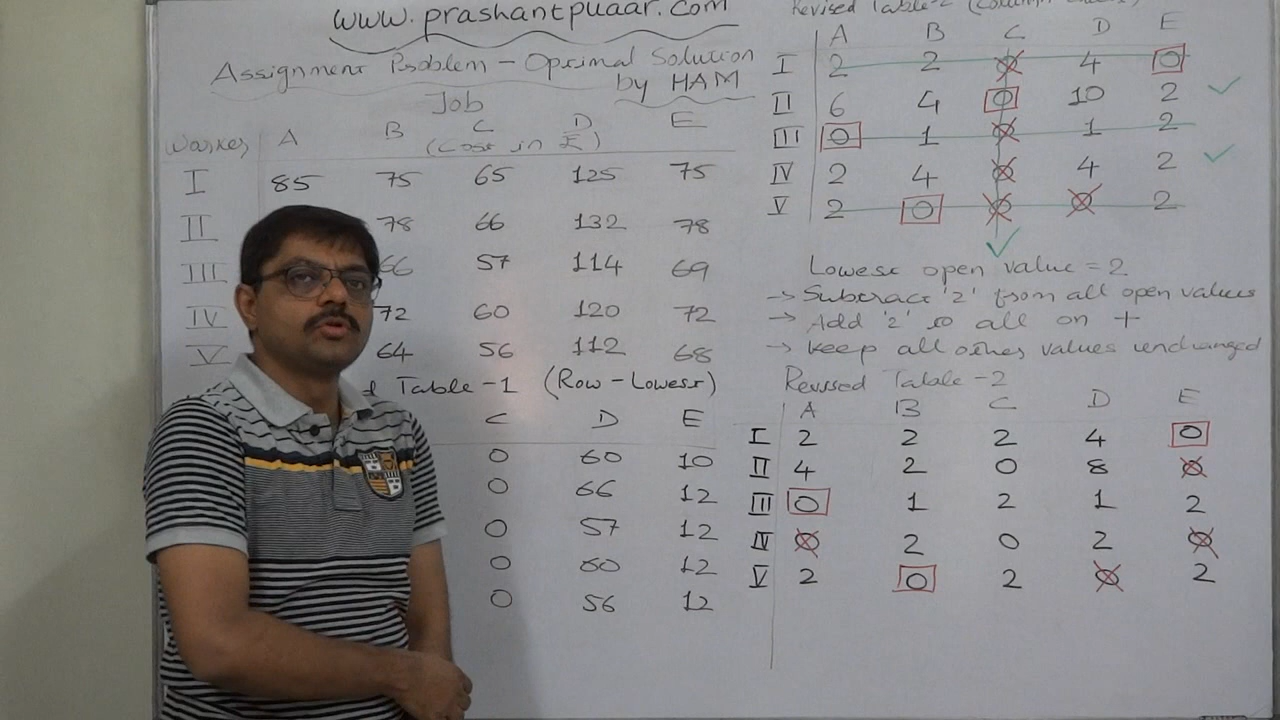 www.prashantpuaar.com
Assignment Problem - Optimal Solution
by HAM
Job
Worker A B C D E
(Cost in £)
I 85 75 65 125 75
II 78 66 132 78
III 66 57 114 69
IV 72 60 120 72
V 64 56 112 68
Table-1 (Row-Lowest)
C D E
0 60 10
0 66 12
0 57 12
0 60 12
0 56 12
Revised Table-2
A B C D E
I 2 2 0 4 0
II 6 4 0 10 2
III 0 1 0 1 2
IV 2 4 0 4 2
V 2 0 0 0 2
Lowest open value = 2
→ Subtract '2' from all open values
→ Add '2' to all on +
→ Keep all other values unchanged
Revised Table-2
A B C D E
I 2 2 2 4 0
II 4 2 0 8 0
III 0 1 2 1 2
IV 0 2 0 2 0
V 2 0 2 0 2